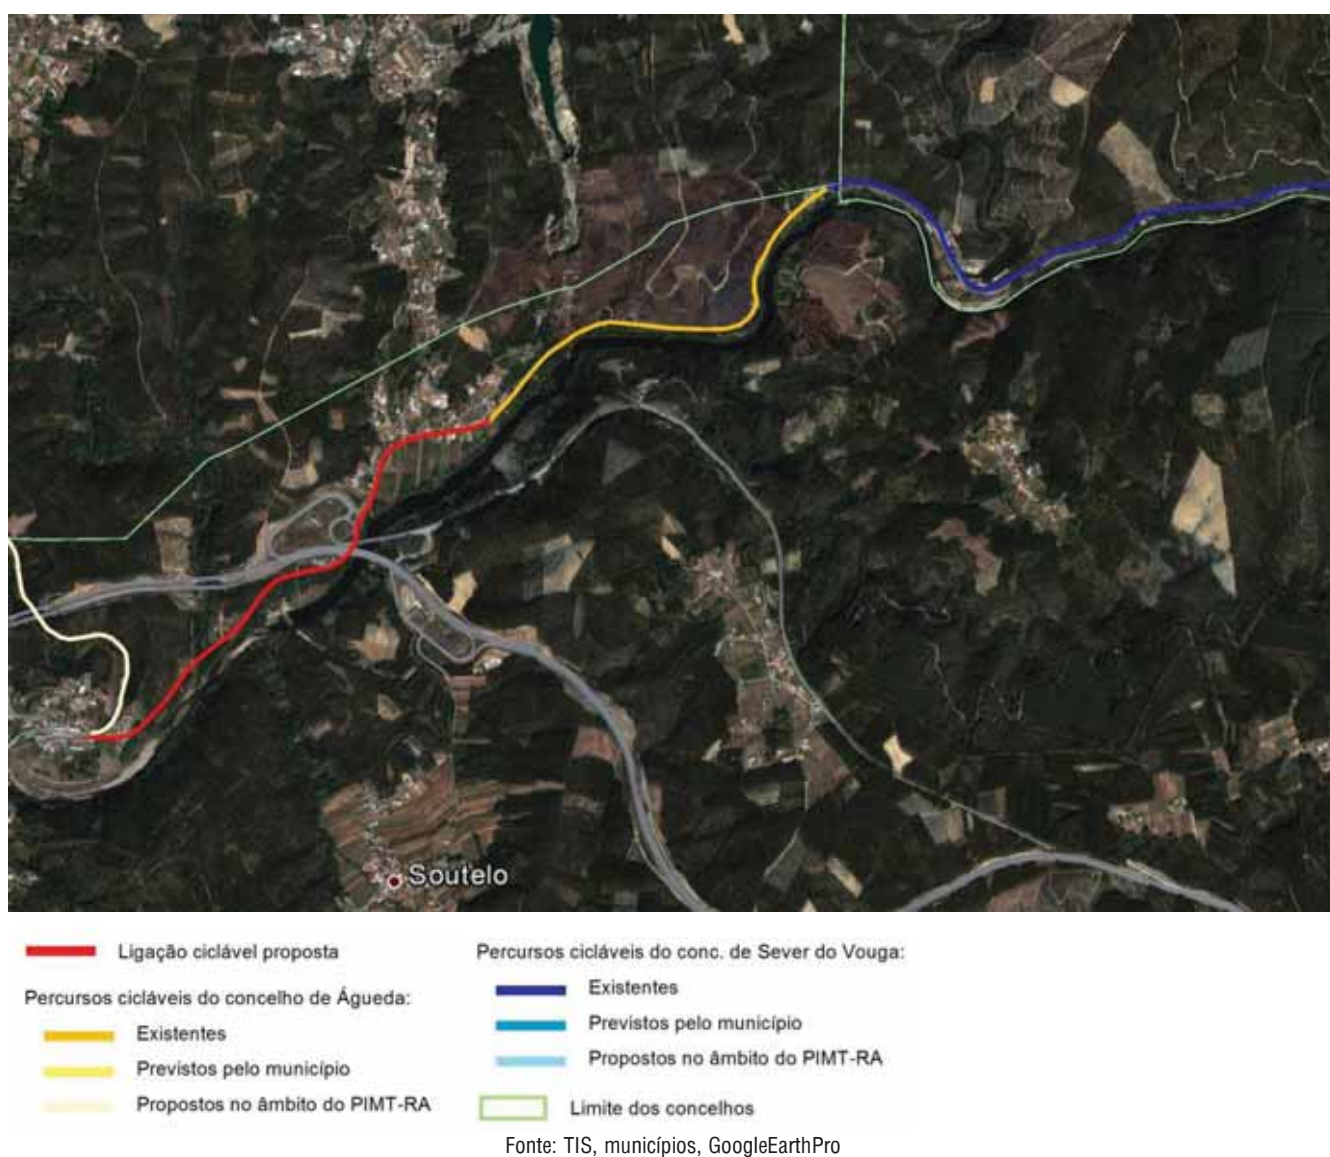 Soutelo
Ligação ciclável proposta
Percursos cicláveis do concelho de Águeda:
Existentes
Previstos pelo município
Propostos no âmbito do PIMT-RA
Percursos cicláveis do conc. de Sever do Vouga:
Existentes
Previstos pelo município
Propostos no âmbito do PIMT-RA
Limite dos concelhos
Fonte: TIS, municípios, GoogleEarthPro